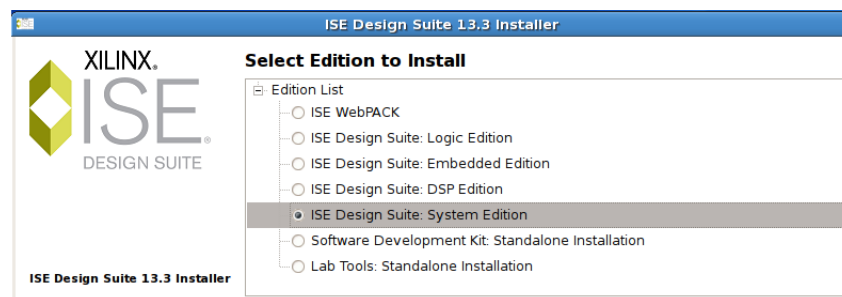 ISE Design Suite 13.3 Installer
XILINX.
ISE.
DESIGN SUITE
Select Edition to Install
Edition List
ISE WebPACK
ISE Design Suite: Logic Edition
ISE Design Suite: Embedded Edition
ISE Design Suite: DSP Edition
ISE Design Suite: System Edition
Software Development Kit: Standalone Installation
Lab Tools: Standalone Installation
ISE Design Suite 13.3 Installer